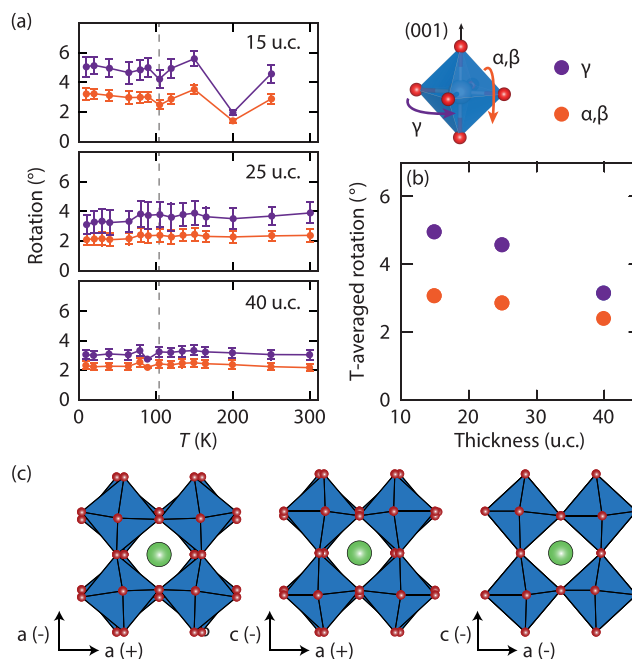 (a)
15 u.c.
6
4
2
0
25 u.c.
6
4
2
0
40 u.c.
6
4
2
0
0
100
200
300
Rotation (°)
T (K)
(001)
α,β
γ
γ
α,β
(b)
6
4
2
0
10
20
30
40
T-averaged rotation (°)
Thickness (u.c.)
(c)
a (-)
a (+)
c (-)
a (+)
c (-)
a (-)